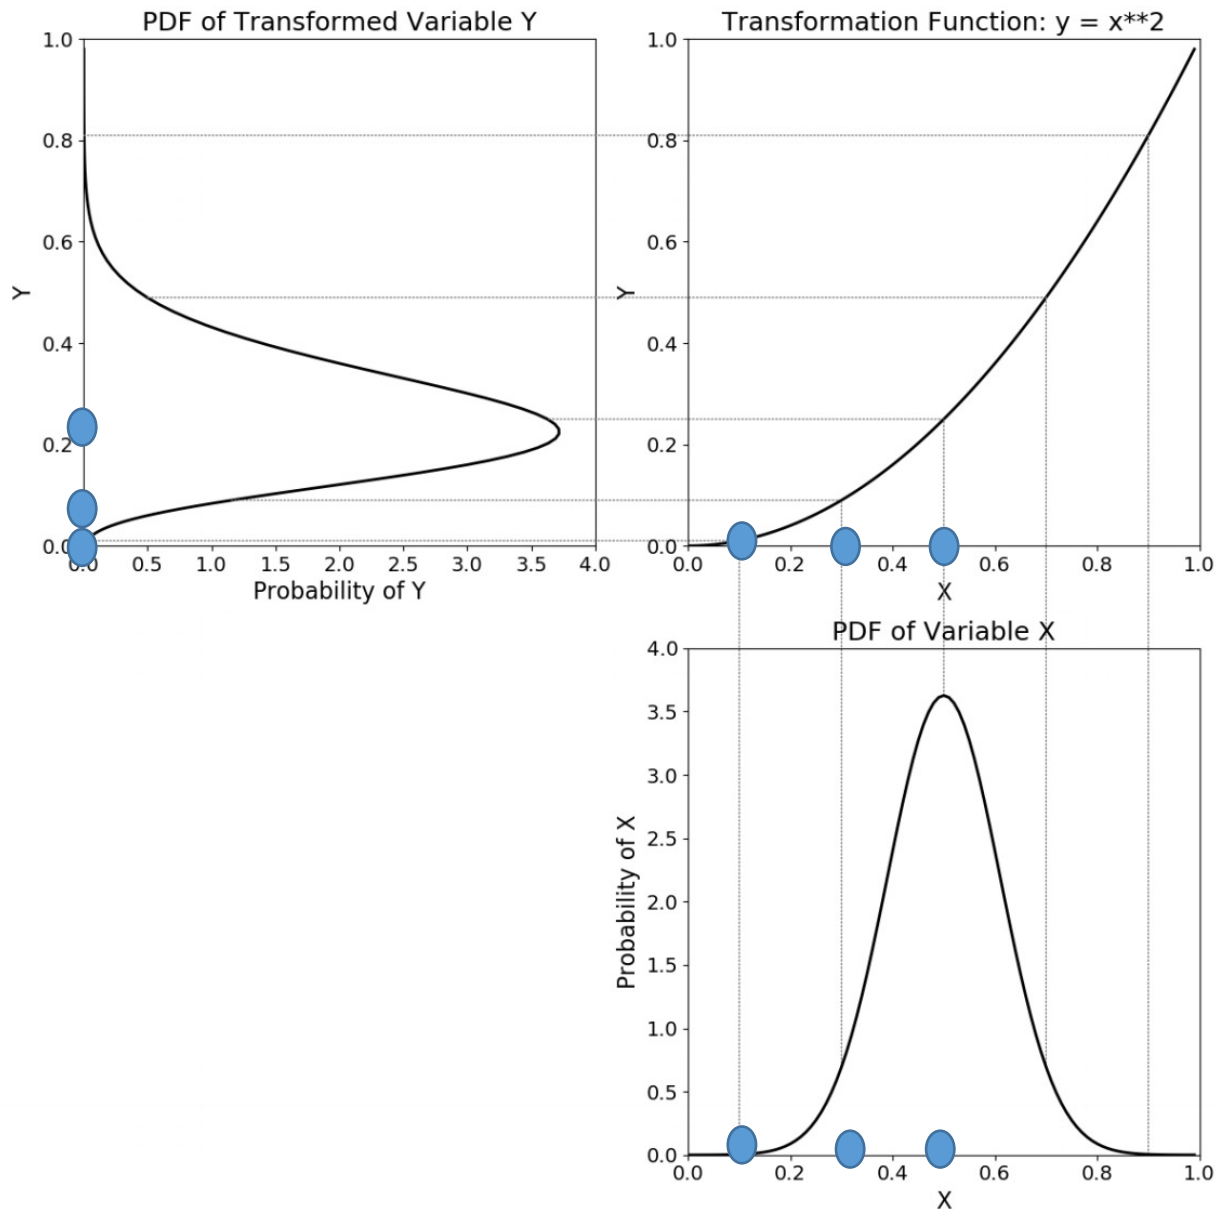 PDF of Transformed Variable Y
1.0
0.8
0.6
Y
0.4
0.2
0.0
0.0 0.5 1.0 1.5 2.0 2.5 3.0 3.5 4.0
Probability of Y
Transformation Function: y = x**2
1.0
0.8
0.6
Y
0.4
0.2
0.0
0.0 0.2 0.4 0.6 0.8 1.0
X
PDF of Variable X
4.0
3.5
3.0
2.5
Probability of X
2.0
1.5
1.0
0.5
0.0
0.0 0.2 0.4 0.6 0.8 1.0
X